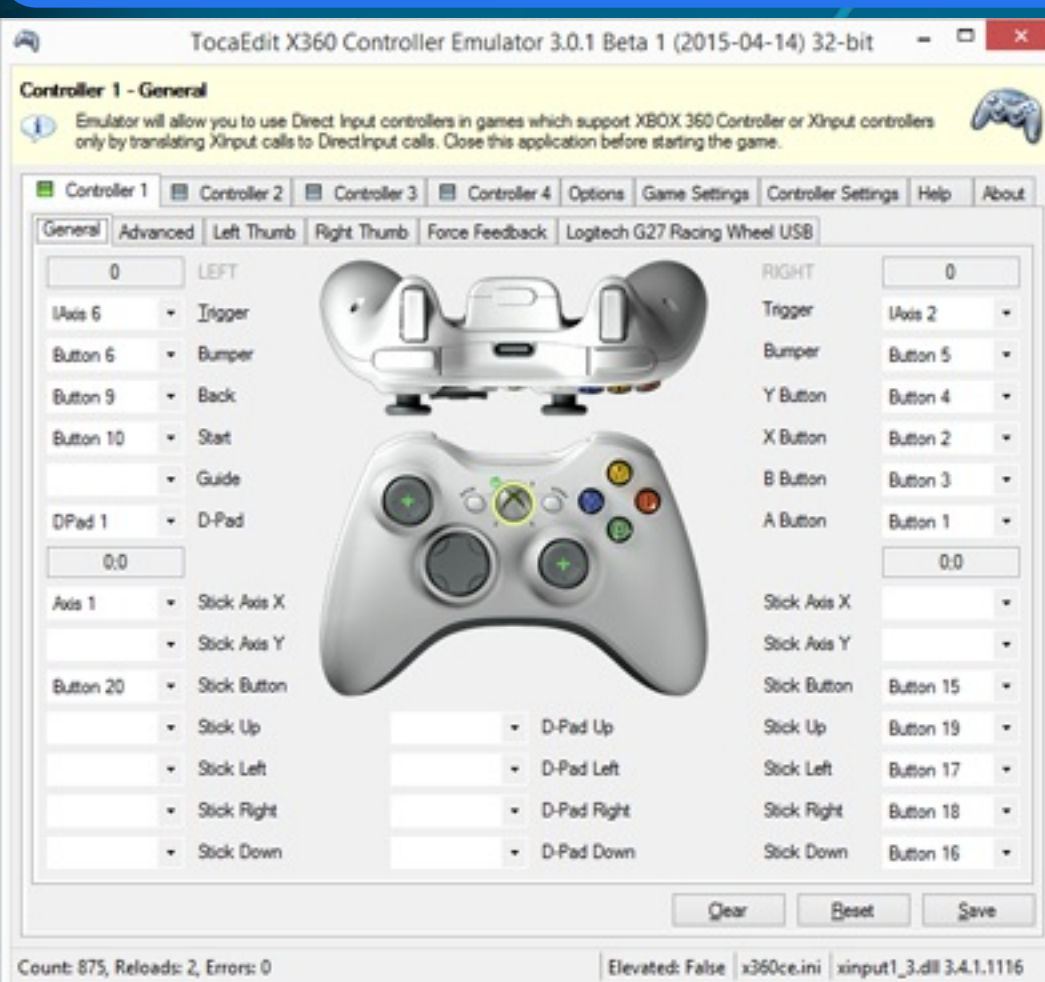 TocaEdit X360 Controller Emulator 3.0.1 Beta 1 (2015-04-14) 32-bit
Controller 1 - General
Emulator will allow you to use Direct Input controllers in games which support XBOX 360 Controller or XInput controllers
only by translating XInput calls to DirectInput calls. Close this application before starting the game.
Controller 1 Controller 2 Controller 3 Controller 4 Options Game Settings Controller Settings Help About
General Advanced Left Thumb Right Thumb Force Feedback Logitech G27 Racing Wheel USB
0 LEFT RIGHT 0
IAxis 6 Trigger Trigger IAxis 2
Button 6 Bumper Bumper Button 5
Button 9 Back Y Button Button 4
Button 10 Start X Button Button 2
Guide B Button Button 3
DPad 1 D-Pad A Button Button 1
0:0 0:0
Axis 1 Stick Axis X Stick Axis X
Stick Axis Y Stick Axis Y
Button 20 Stick Button Stick Button Button 15
Stick Up D-Pad Up Stick Up Button 19
Stick Left D-Pad Left Stick Left Button 17
Stick Right D-Pad Right Stick Right Button 18
Stick Down D-Pad Down Stick Down Button 16
Clear Reset Save
Count: 875, Reloads: 2, Errors: 0 Elevated: False x360ce.ini xinput1_3.dll 3.4.1.1116